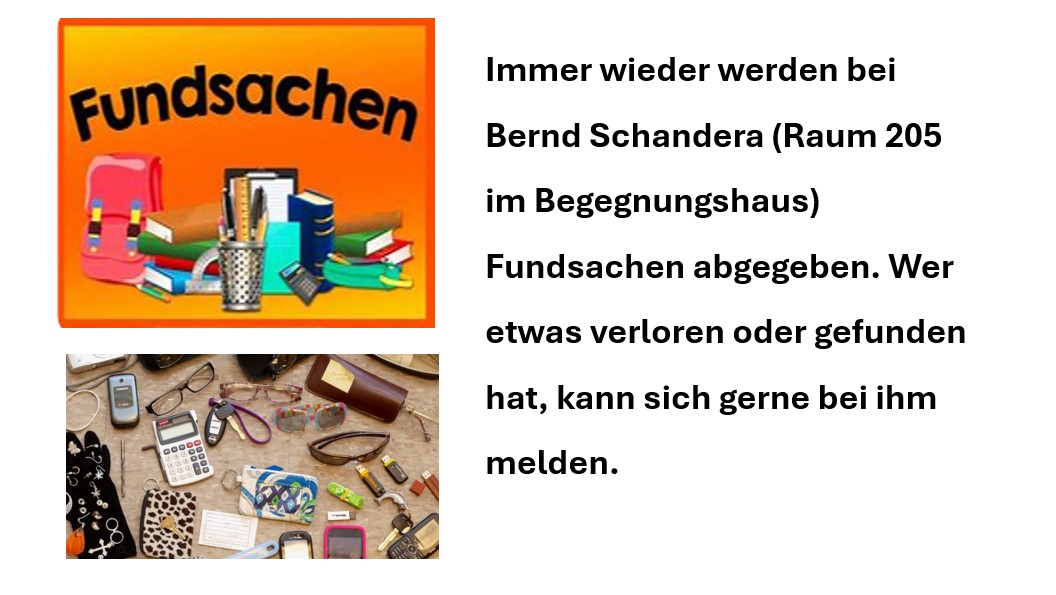 Fundsachen
Immer wieder werden bei
Bernd Schandera (Raum 205
im Begegnungshaus)
Fundsachen abgegeben. Wer
etwas verloren oder gefunden
hat, kann sich gerne bei ihm
melden.